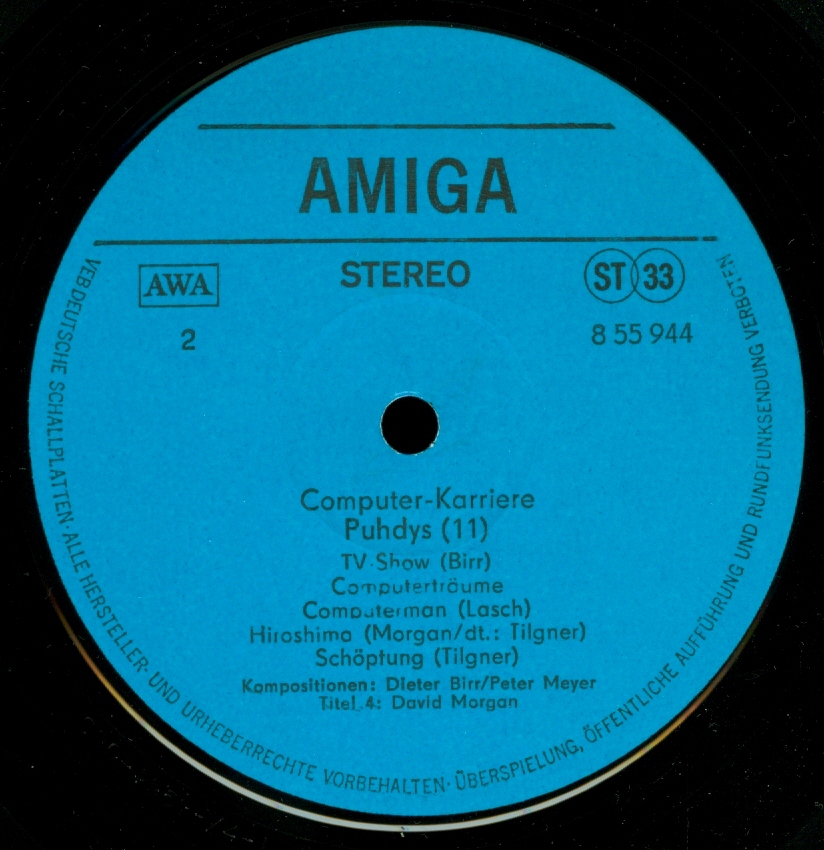 AMIGA
AWA
STEREO
ST 33
2
8 55 944
Computer-Karriere
Puhdys (11)
TV-Show (Birr)
Computerträume
Computerman (Lasch)
Hiroshima (Morgan/dt.: Tilgner)
Schöptung (Tilgner)
Kompositionen: Dieter Birr/Peter Meyer
Titel 4: David Morgan
VEB DEUTSCHE SCHALLPLATTEN · ALLE HERSTELLER- UND URHEBERRECHTE VORBEHALTEN · ÜBERSPIELUNG, ÖFFENTLICHE AUFFÜHRUNG UND RUNDFUNKSENDUNG VERBOTEN